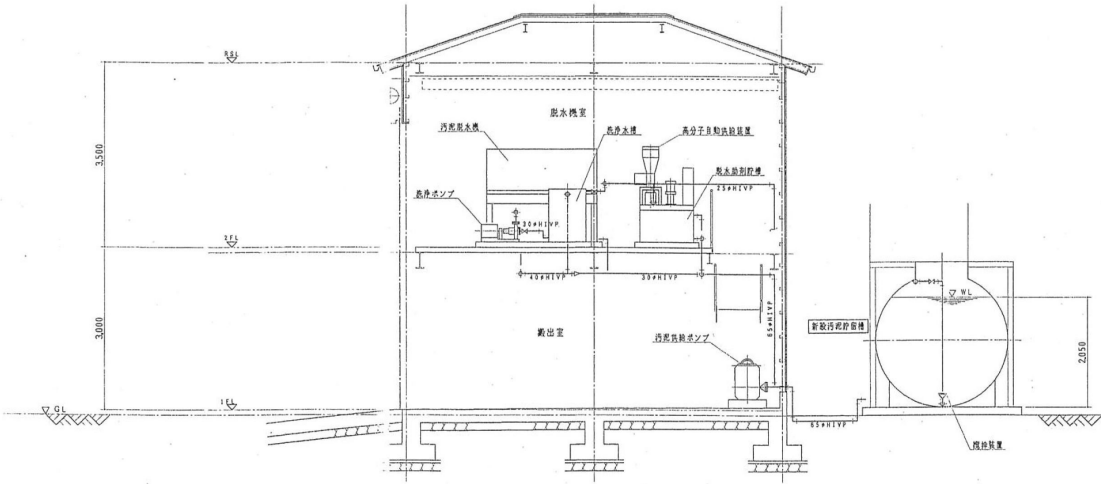 RSL
脱水機室
汚泥脱水機
洗浄水槽
高分子自動供給装置
脱水助剤貯槽
25φHIVP
3,500
洗浄ポンプ
30φHIVP
2FL
40φHIVP
30φHIVP
WL
65φHIVP
新設汚泥貯留槽
搬出室
汚泥供給ポンプ
3,000
2,050
1FL
GL
65φHIVP
撹拌装置